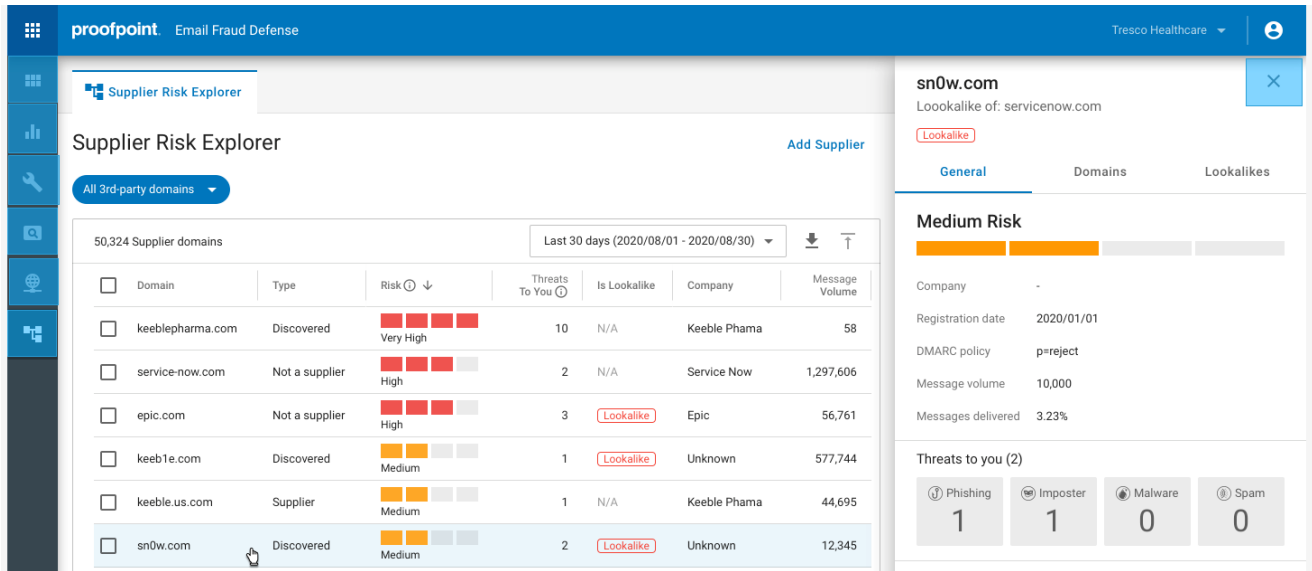 proofpoint. Email Fraud Defense
Tresco Healthcare
Supplier Risk Explorer
Supplier Risk Explorer
Add Supplier
All 3rd-party domains
50,324 Supplier domains
Last 30 days (2020/08/01 - 2020/08/30)
Domain Type Risk Threats To You Is Lookalike Company Message Volume
keeblepharma.com Discovered Very High 10 N/A Keeble Phama 58
service-now.com Not a supplier High 2 N/A Service Now 1,297,606
epic.com Not a supplier High 3 Lookalike Epic 56,761
keeb1e.com Discovered Medium 1 Lookalike Unknown 577,744
keeble.us.com Supplier Medium 1 N/A Keeble Phama 44,695
sn0w.com Discovered Medium 2 Lookalike Unknown 12,345
sn0w.com
Loookalike of: servicenow.com
Lookalike
General Domains Lookalikes
Medium Risk
Company -
Registration date 2020/01/01
DMARC policy p=reject
Message volume 10,000
Messages delivered 3.23%
Threats to you (2)
Phishing Imposter Malware Spam
1 1 0 0